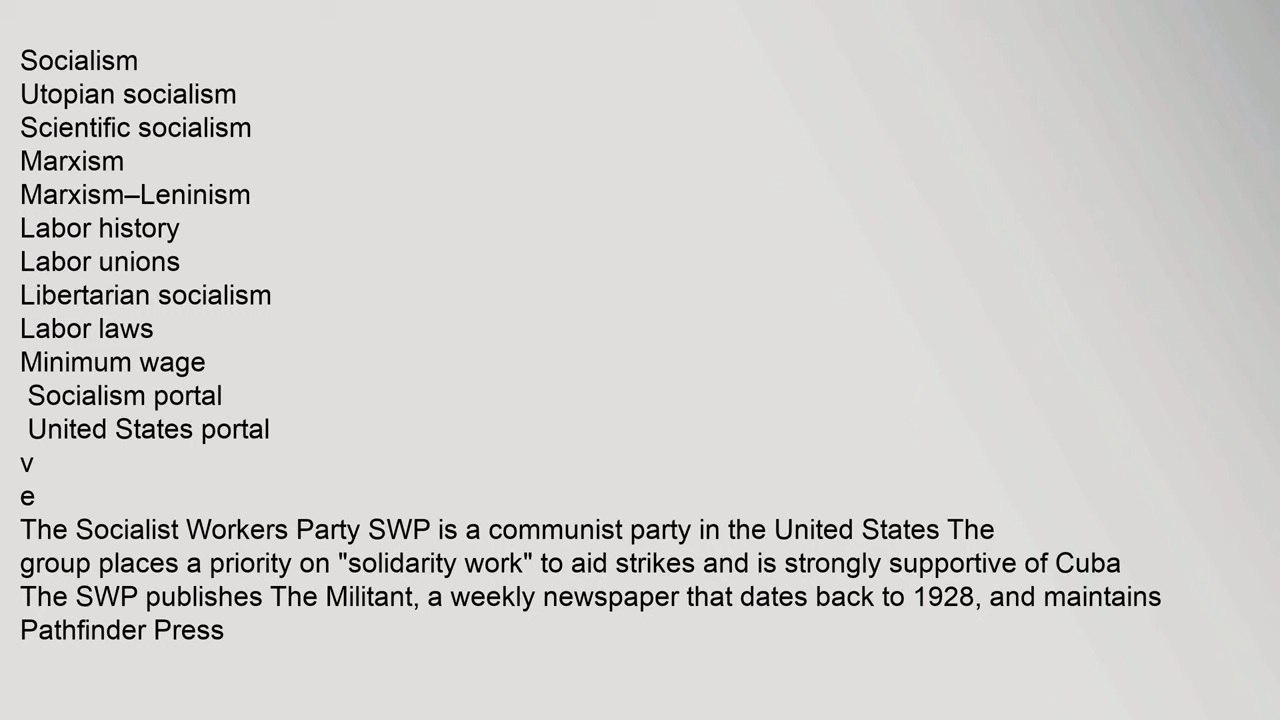 Socialism
Utopian socialism
Scientific socialism
Marxism
Marxism–Leninism
Labor history
Labor unions
Libertarian socialism
Labor laws
Minimum wage
Socialism portal
United States portal
v
e
The Socialist Workers Party SWP is a communist party in the United States The
group places a priority on "solidarity work" to aid strikes and is strongly supportive of Cuba
The SWP publishes The Militant, a weekly newspaper that dates back to 1928, and maintains
Pathfinder Press